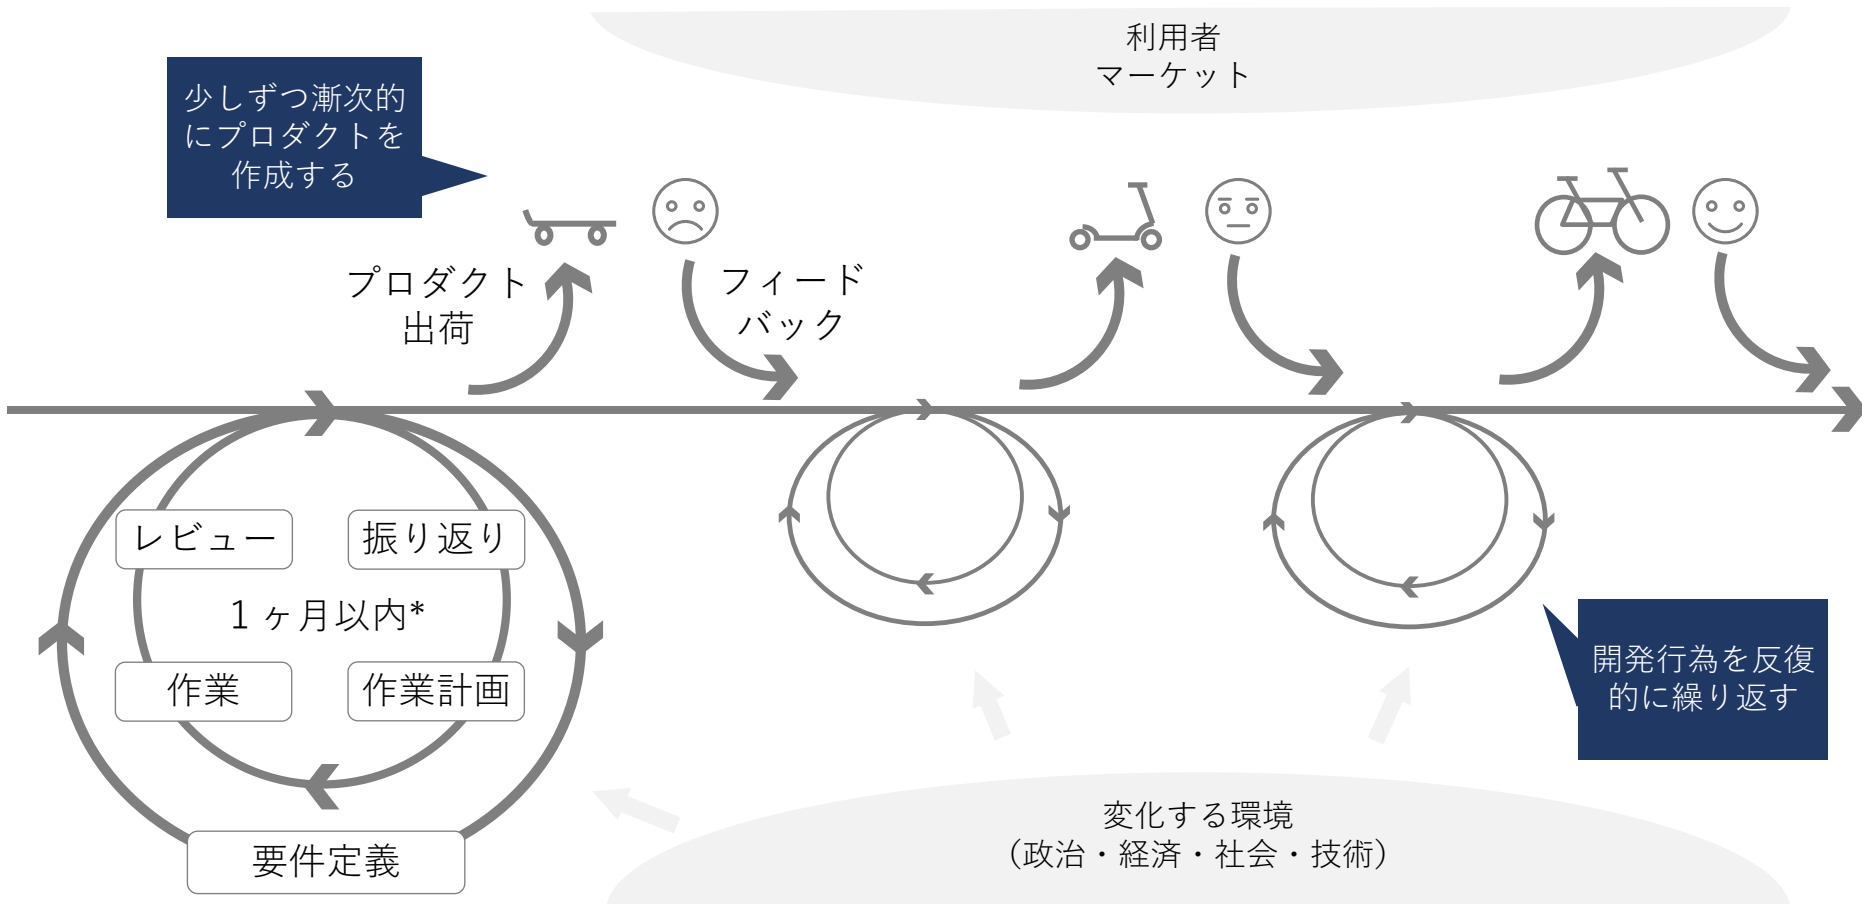 利用者
マーケット
少しずつ漸次的
にプロダクトを
作成する
プロダクト
出荷
フィード
バック
レビュー
振り返り
1ヶ月以内*
作業
作業計画
要件定義
開発行為を反復
的に繰り返す
変化する環境
（政治・経済・社会・技術）